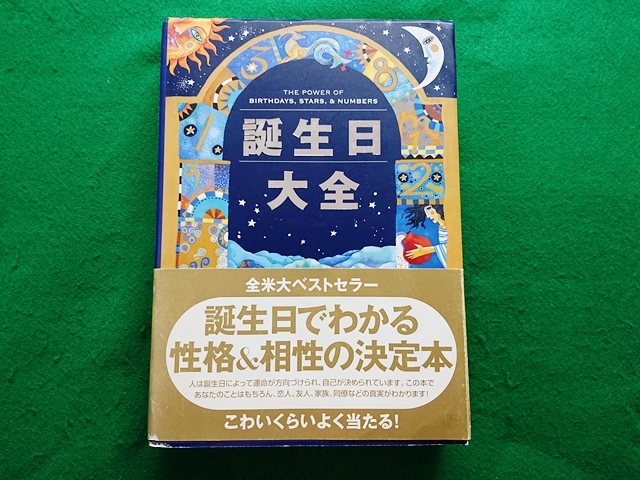 THE POWER OF
BIRTHDAYS, STARS, & NUMBERS
誕生日
大全
全米大ベストセラー
誕生日でわかる
性格&相性の決定本
人は誕生日によって運命が方向づけられ、自己が決められています。この本で
あなたのことはもちろん、恋人、友人、家族、同僚などの真実がわかります!
こわいくらいよく当たる!